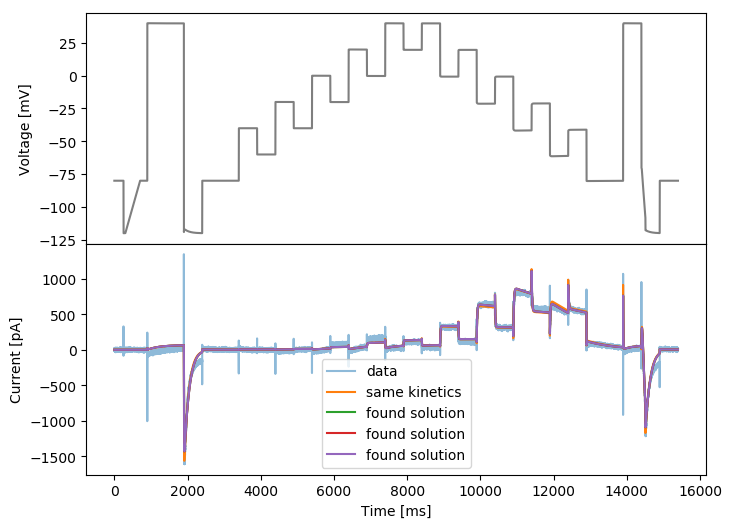 25
0
−25
−50
−75
−100
−125
Voltage [mV]
1000
500
0
−500
−1000
−1500
Current [pA]
data
same kinetics
found solution
found solution
found solution
0 2000 4000 6000 8000 10000 12000 14000 16000
Time [ms]